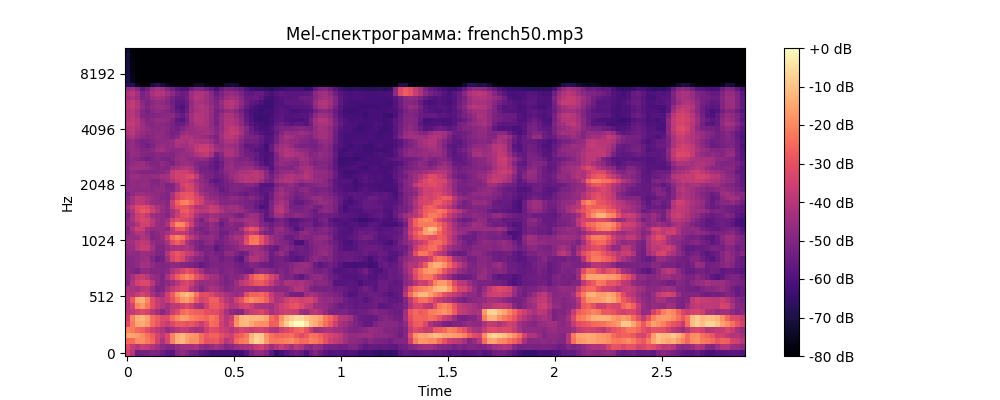 Mel-спектрограмма: french50.mp3
8192
4096
2048
1024
512
0
Hz
0
0.5
1
1.5
2
2.5
Time
+0 dB
-10 dB
-20 dB
-30 dB
-40 dB
-50 dB
-60 dB
-70 dB
-80 dB